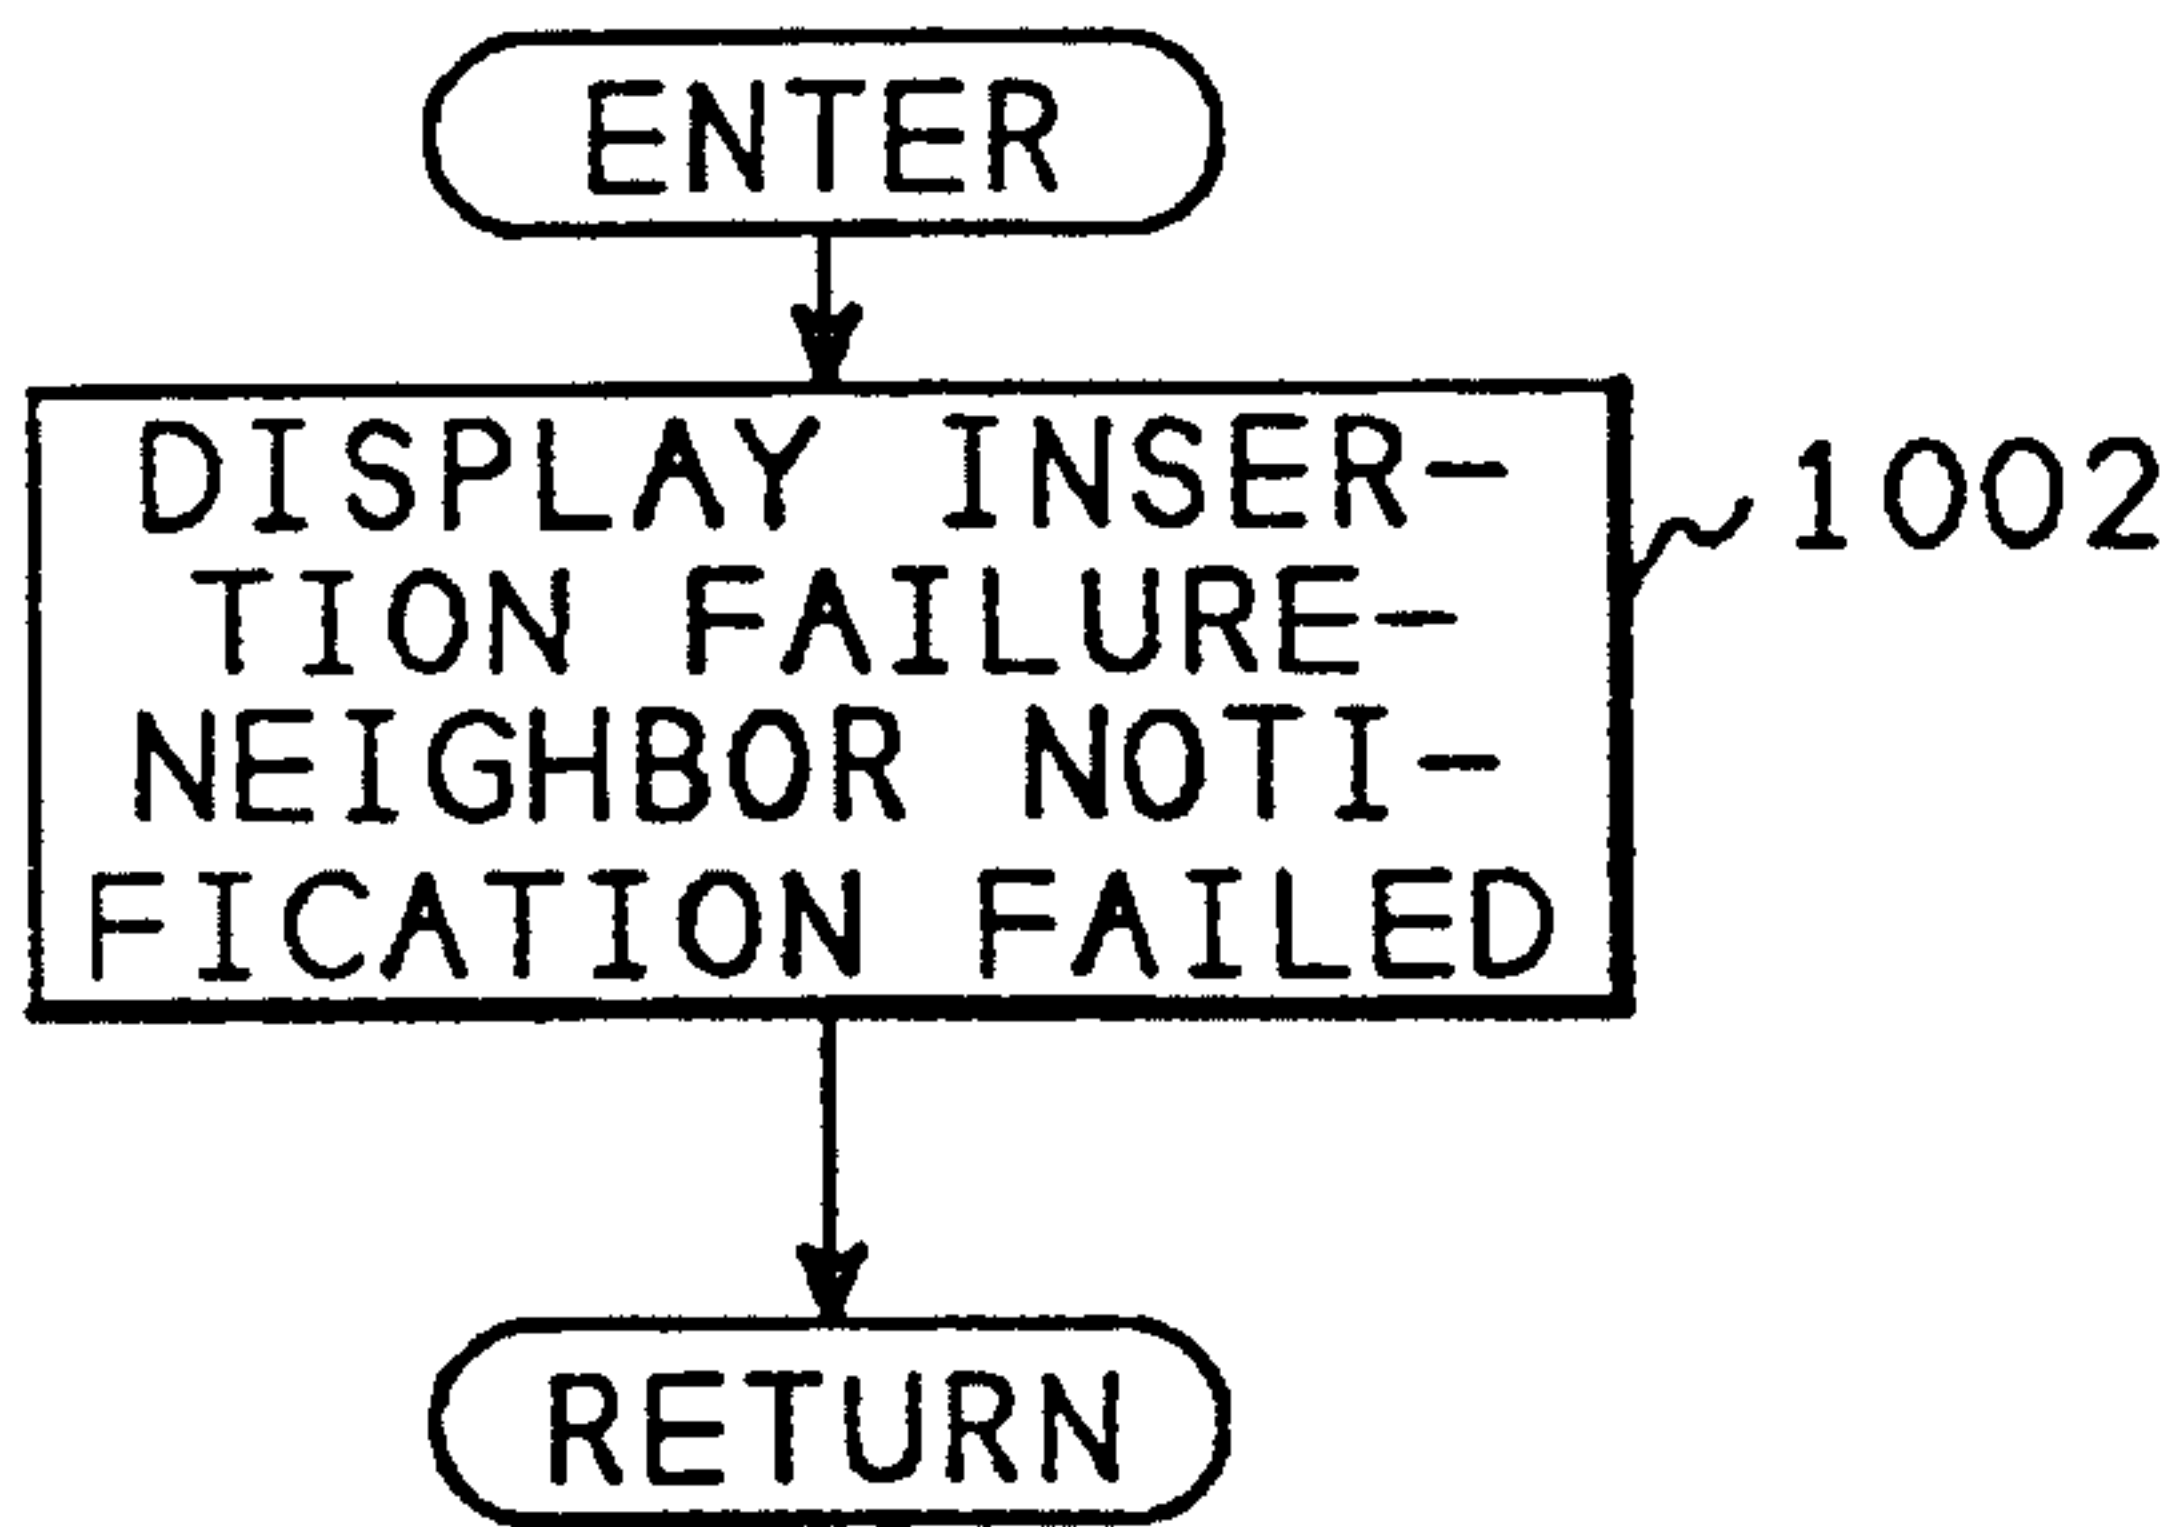 ENTER
DISPLAY INSER-
TION FAILURE-
NEIGHBOR NOTI-
FICATION FAILED
1002
RETURN